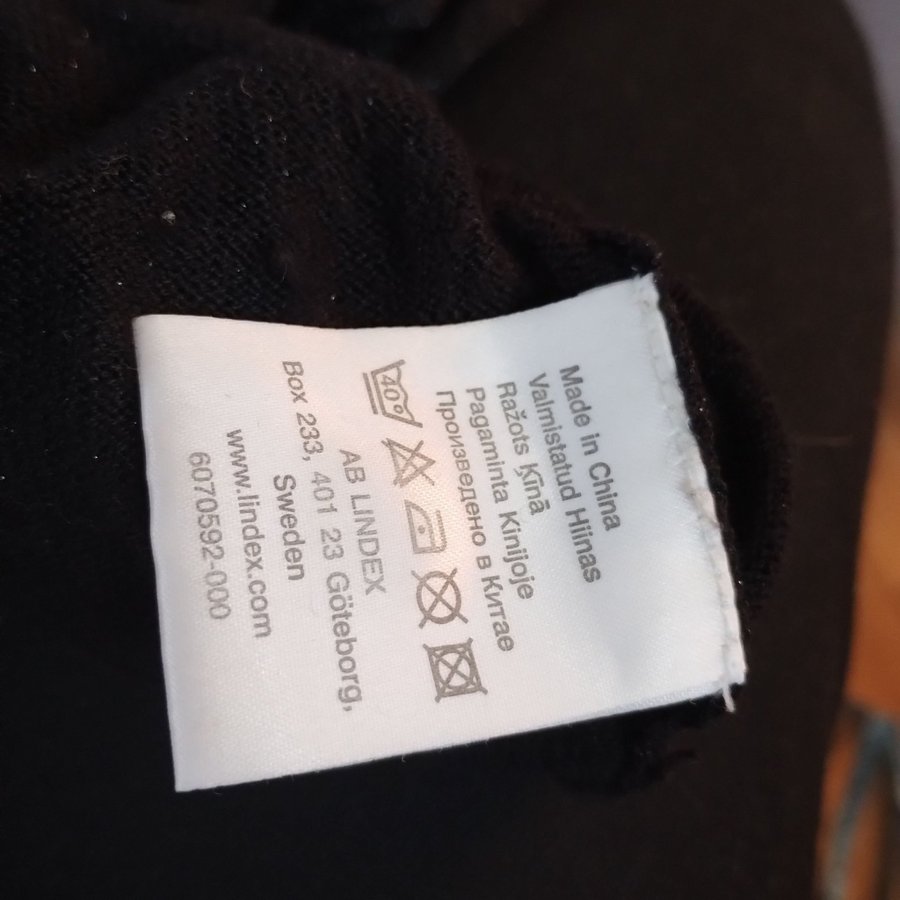 Made in China
Valmistatud Hiinas
Ražots Ķīnā
Pagaminta Kinijoje
Произведено в Китае
40°
AB LINDEX
Box 233, 401 23 Göteborg,
Sweden
www.lindex.com
6070592-000